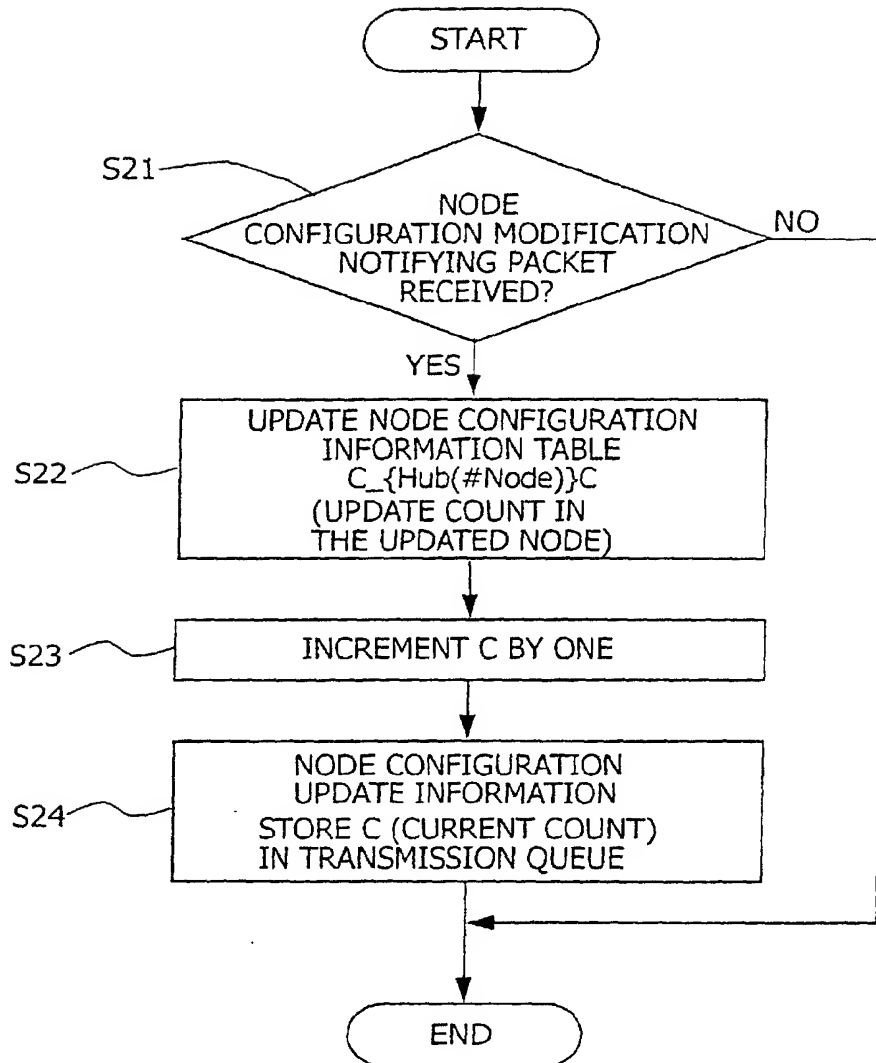 START
S21
NODE
CONFIGURATION MODIFICATION
NOTIFYING PACKET
RECEIVED?
NO
YES
S22
UPDATE NODE CONFIGURATION
INFORMATION TABLE
C_{Hub(#Node)}C
(UPDATE COUNT IN
THE UPDATED NODE)
S23
INCREMENT C BY ONE
S24
NODE CONFIGURATION
UPDATE INFORMATION
STORE C (CURRENT COUNT)
IN TRANSMISSION QUEUE
END